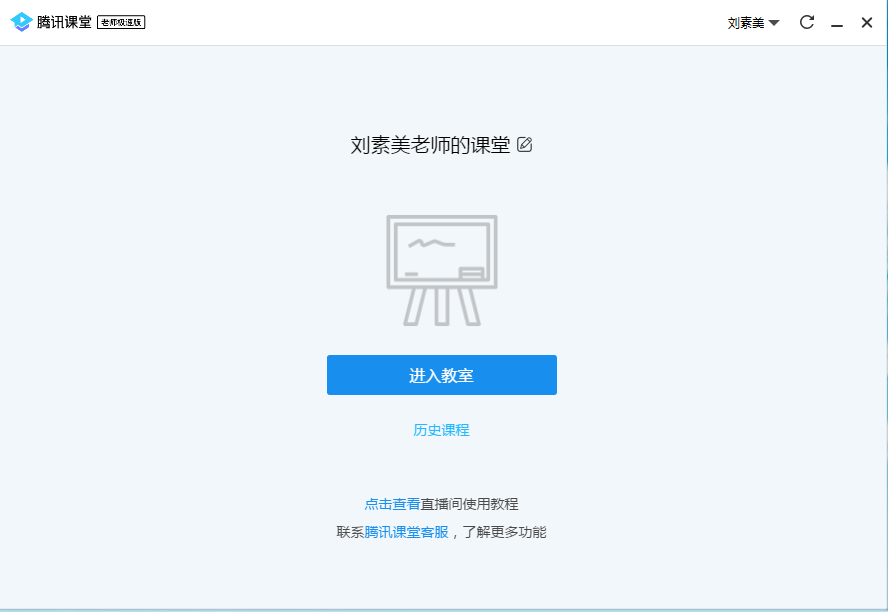 腾讯课堂 老师极速版
刘素美
刘素美老师的课堂
进入教室
历史课程
点击查看直播间使用教程
联系腾讯课堂客服，了解更多功能